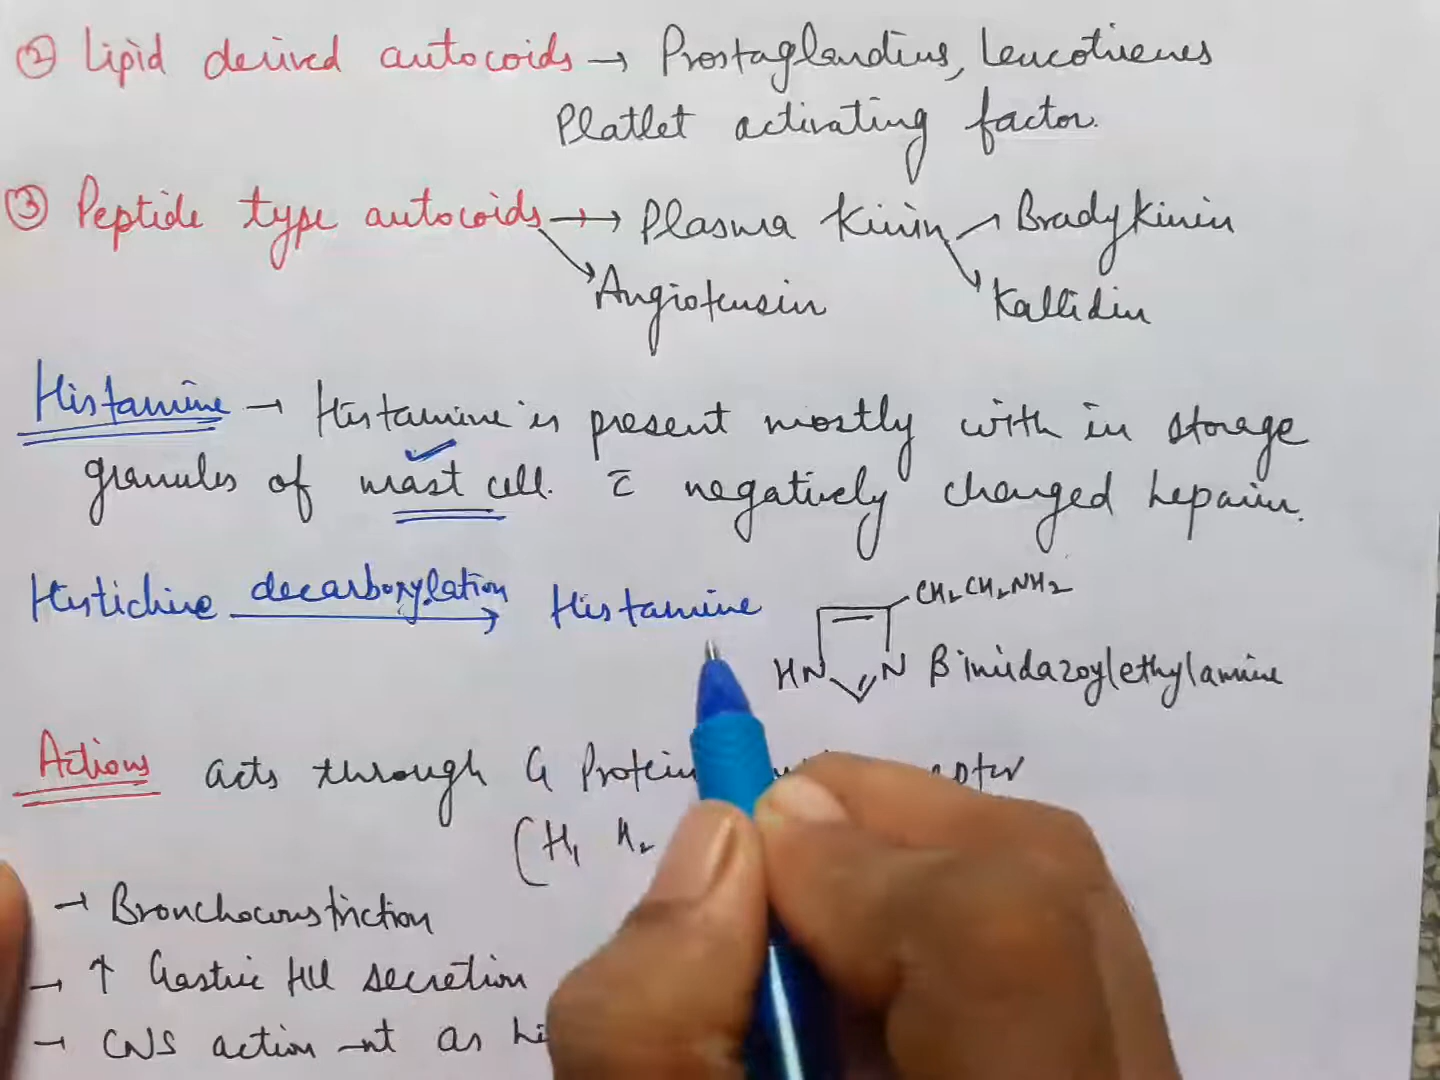 ② Lipid derived autocoids → Prostaglandins, Leucotrienes
Platlet activating factor.
③ Peptide type autocoids →→ Plasma Kinin → Bradykinin
→ Angiotensin → Kallidin
Histamine → Histamine is present mostly with in storage
granules of mast cell. c̄ negatively charged heparin.
Histidine decarboxylation → Histamine
CH₂CH₂NH₂
HN N β imidazoylethylamine
Actions acts through G Protein
(H₁ H₂
→ Bronchoconstriction
→ ↑ Gastric HCl secretion
→ CNS action as